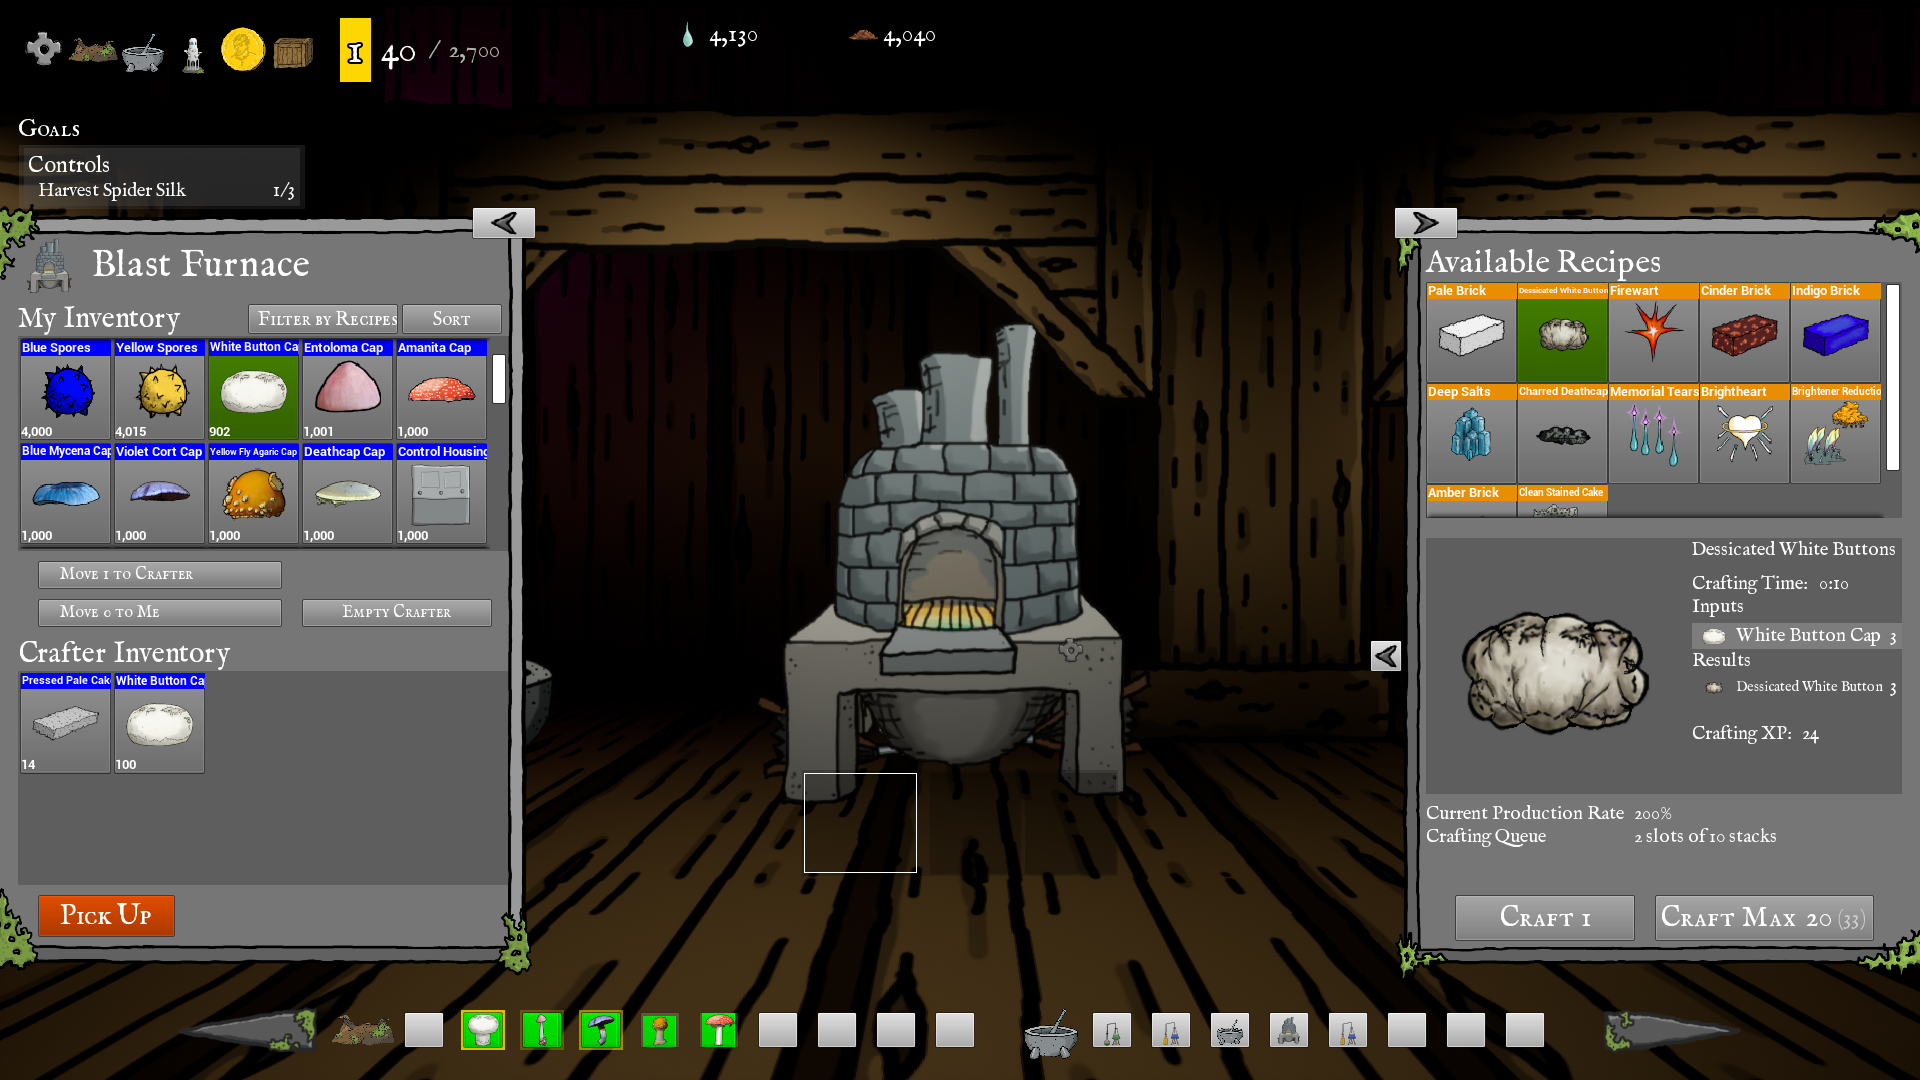 1 40 / 2,700
4,130
4,040
Goals
Controls
Harvest Spider Silk 1/3
Blast Furnace
My Inventory
Filter by Recipes
Sort
Blue Spores Yellow Spores White Button Ca Entoloma Cap Amanita Cap
4,000 4,015 902 1,001 1,000
Blue Mycena Cap Violet Cort Cap Yellow Fly Agaric Cap Deathcap Cap Control Housing
1,000 1,000 1,000 1,000 1,000
Move 1 to Crafter
Move 0 to Me
Empty Crafter
Crafter Inventory
Pressed Pale Cak White Button Ca
14 100
Pick Up
Available Recipes
Pale Brick Dessicated White Button Firewart Cinder Brick Indigo Brick
Deep Salts Charred Deathcap Memorial Tears Brightheart Brightener Reductio
Amber Brick Clean Stained Cake
Dessicated White Buttons
Crafting Time: 0:10
Inputs
White Button Cap 3
Results
Dessicated White Button 3
Crafting XP: 24
Current Production Rate 200%
Crafting Queue 2 slots of 10 stacks
Craft 1
Craft Max 20 (33)